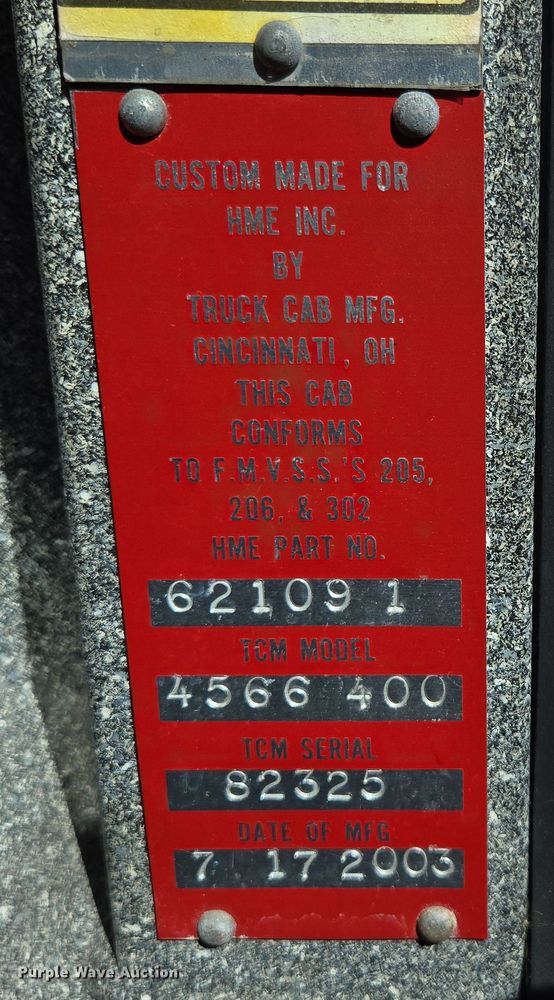 CUSTOM MADE FOR
HME INC.
BY
TRUCK CAB MFG.
CINCINNATI, OH
THIS CAB
CONFORMS
TO F.M.V.S.S.'S 205,
206, & 302
HME PART NO.
62109 1
TCM MODEL
4566 400
TCM SERIAL
82325
DATE OF MFG
7 17 2003
Purple Wave Auction